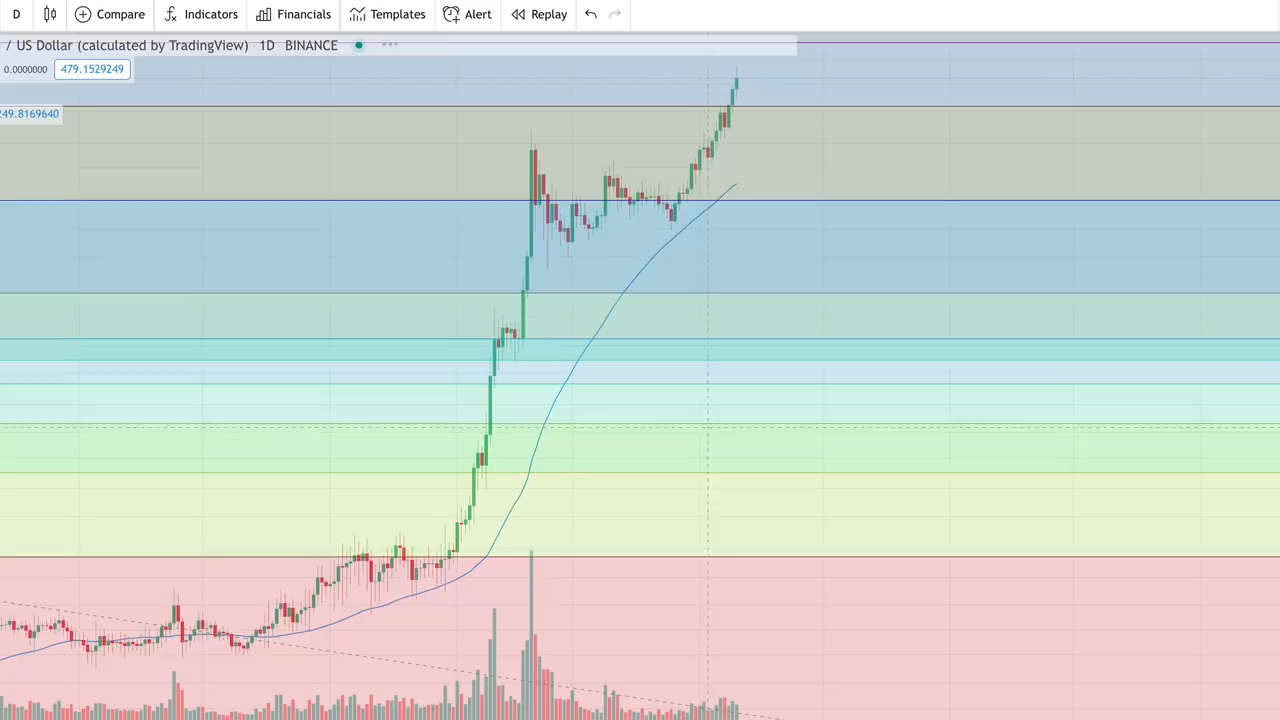 D Compare Indicators Financials Templates Alert Replay
/ US Dollar (calculated by TradingView) · 1D · BINANCE
0.0000000 479.1529249
249.8169640